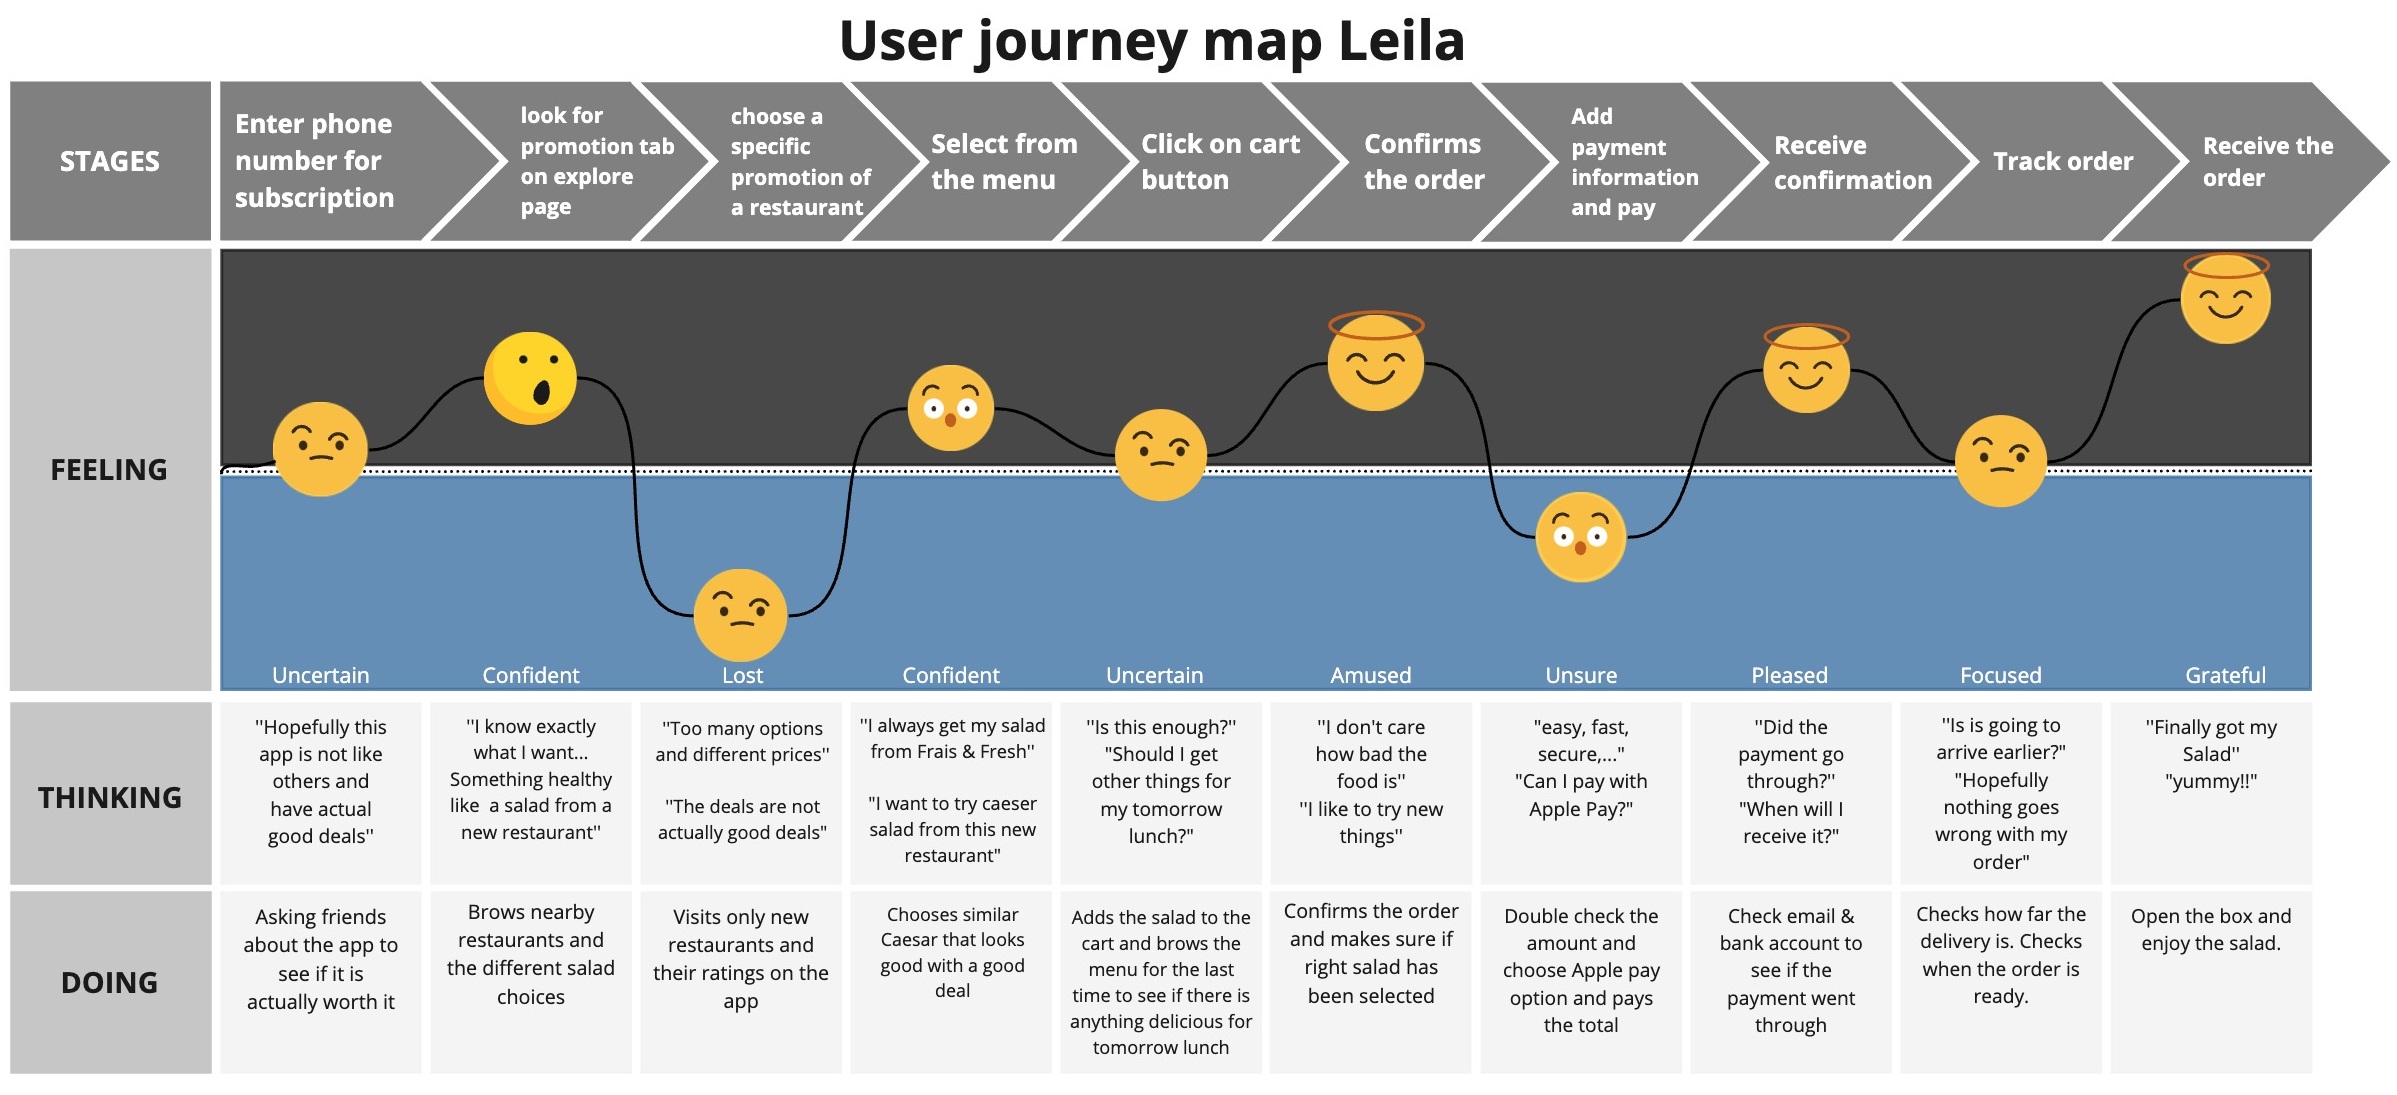 User journey map Leila
STAGES
Enter phone
number for
subscription
look for
promotion tab
on explore
page
choose a
specific
promotion of
a restaurant
Select from
the menu
Click on cart
button
Confirms
the order
Add
payment
information
and pay
Receive
confirmation
Track order
Receive the
order
FEELING
Uncertain
Confident
Lost
Confident
Uncertain
Amused
Unsure
Pleased
Focused
Grateful
THINKING
''Hopefully this
app is not like
others and
have actual
good deals''
''I know exactly
what I want...
Something healthy
like a salad from a
new restaurant''
''Too many options
and different prices''
''The deals are not
actually good deals"
''I always get my salad
from Frais & Fresh''
"I want to try caeser
salad from this new
restaurant"
''Is this enough?''
"Should I get
other things for
my tomorrow
lunch?"
''I don't care
how bad the
food is''
''I like to try new
things''
"easy, fast,
secure,..."
"Can I pay with
Apple Pay?"
''Did the
payment go
through?''
"When will I
receive it?"
''Is is going to
arrive earlier?"
"Hopefully
nothing goes
wrong with my
order"
''Finally got my
Salad''
"yummy!!"
DOING
Asking friends
about the app to
see if it is
actually worth it
Brows nearby
restaurants and
the different salad
choices
Visits only new
restaurants and
their ratings on the
app
Chooses similar
Caesar that looks
good with a good
deal
Adds the salad to the
cart and brows the
menu for the last
time to see if there is
anything delicious for
tomorrow lunch
Confirms the order
and makes sure if
right salad has
been selected
Double check the
amount and
choose Apple pay
option and pays
the total
Check email &
bank account to
see if the
payment went
through
Checks how far the
delivery is. Checks
when the order is
ready.
Open the box and
enjoy the salad.